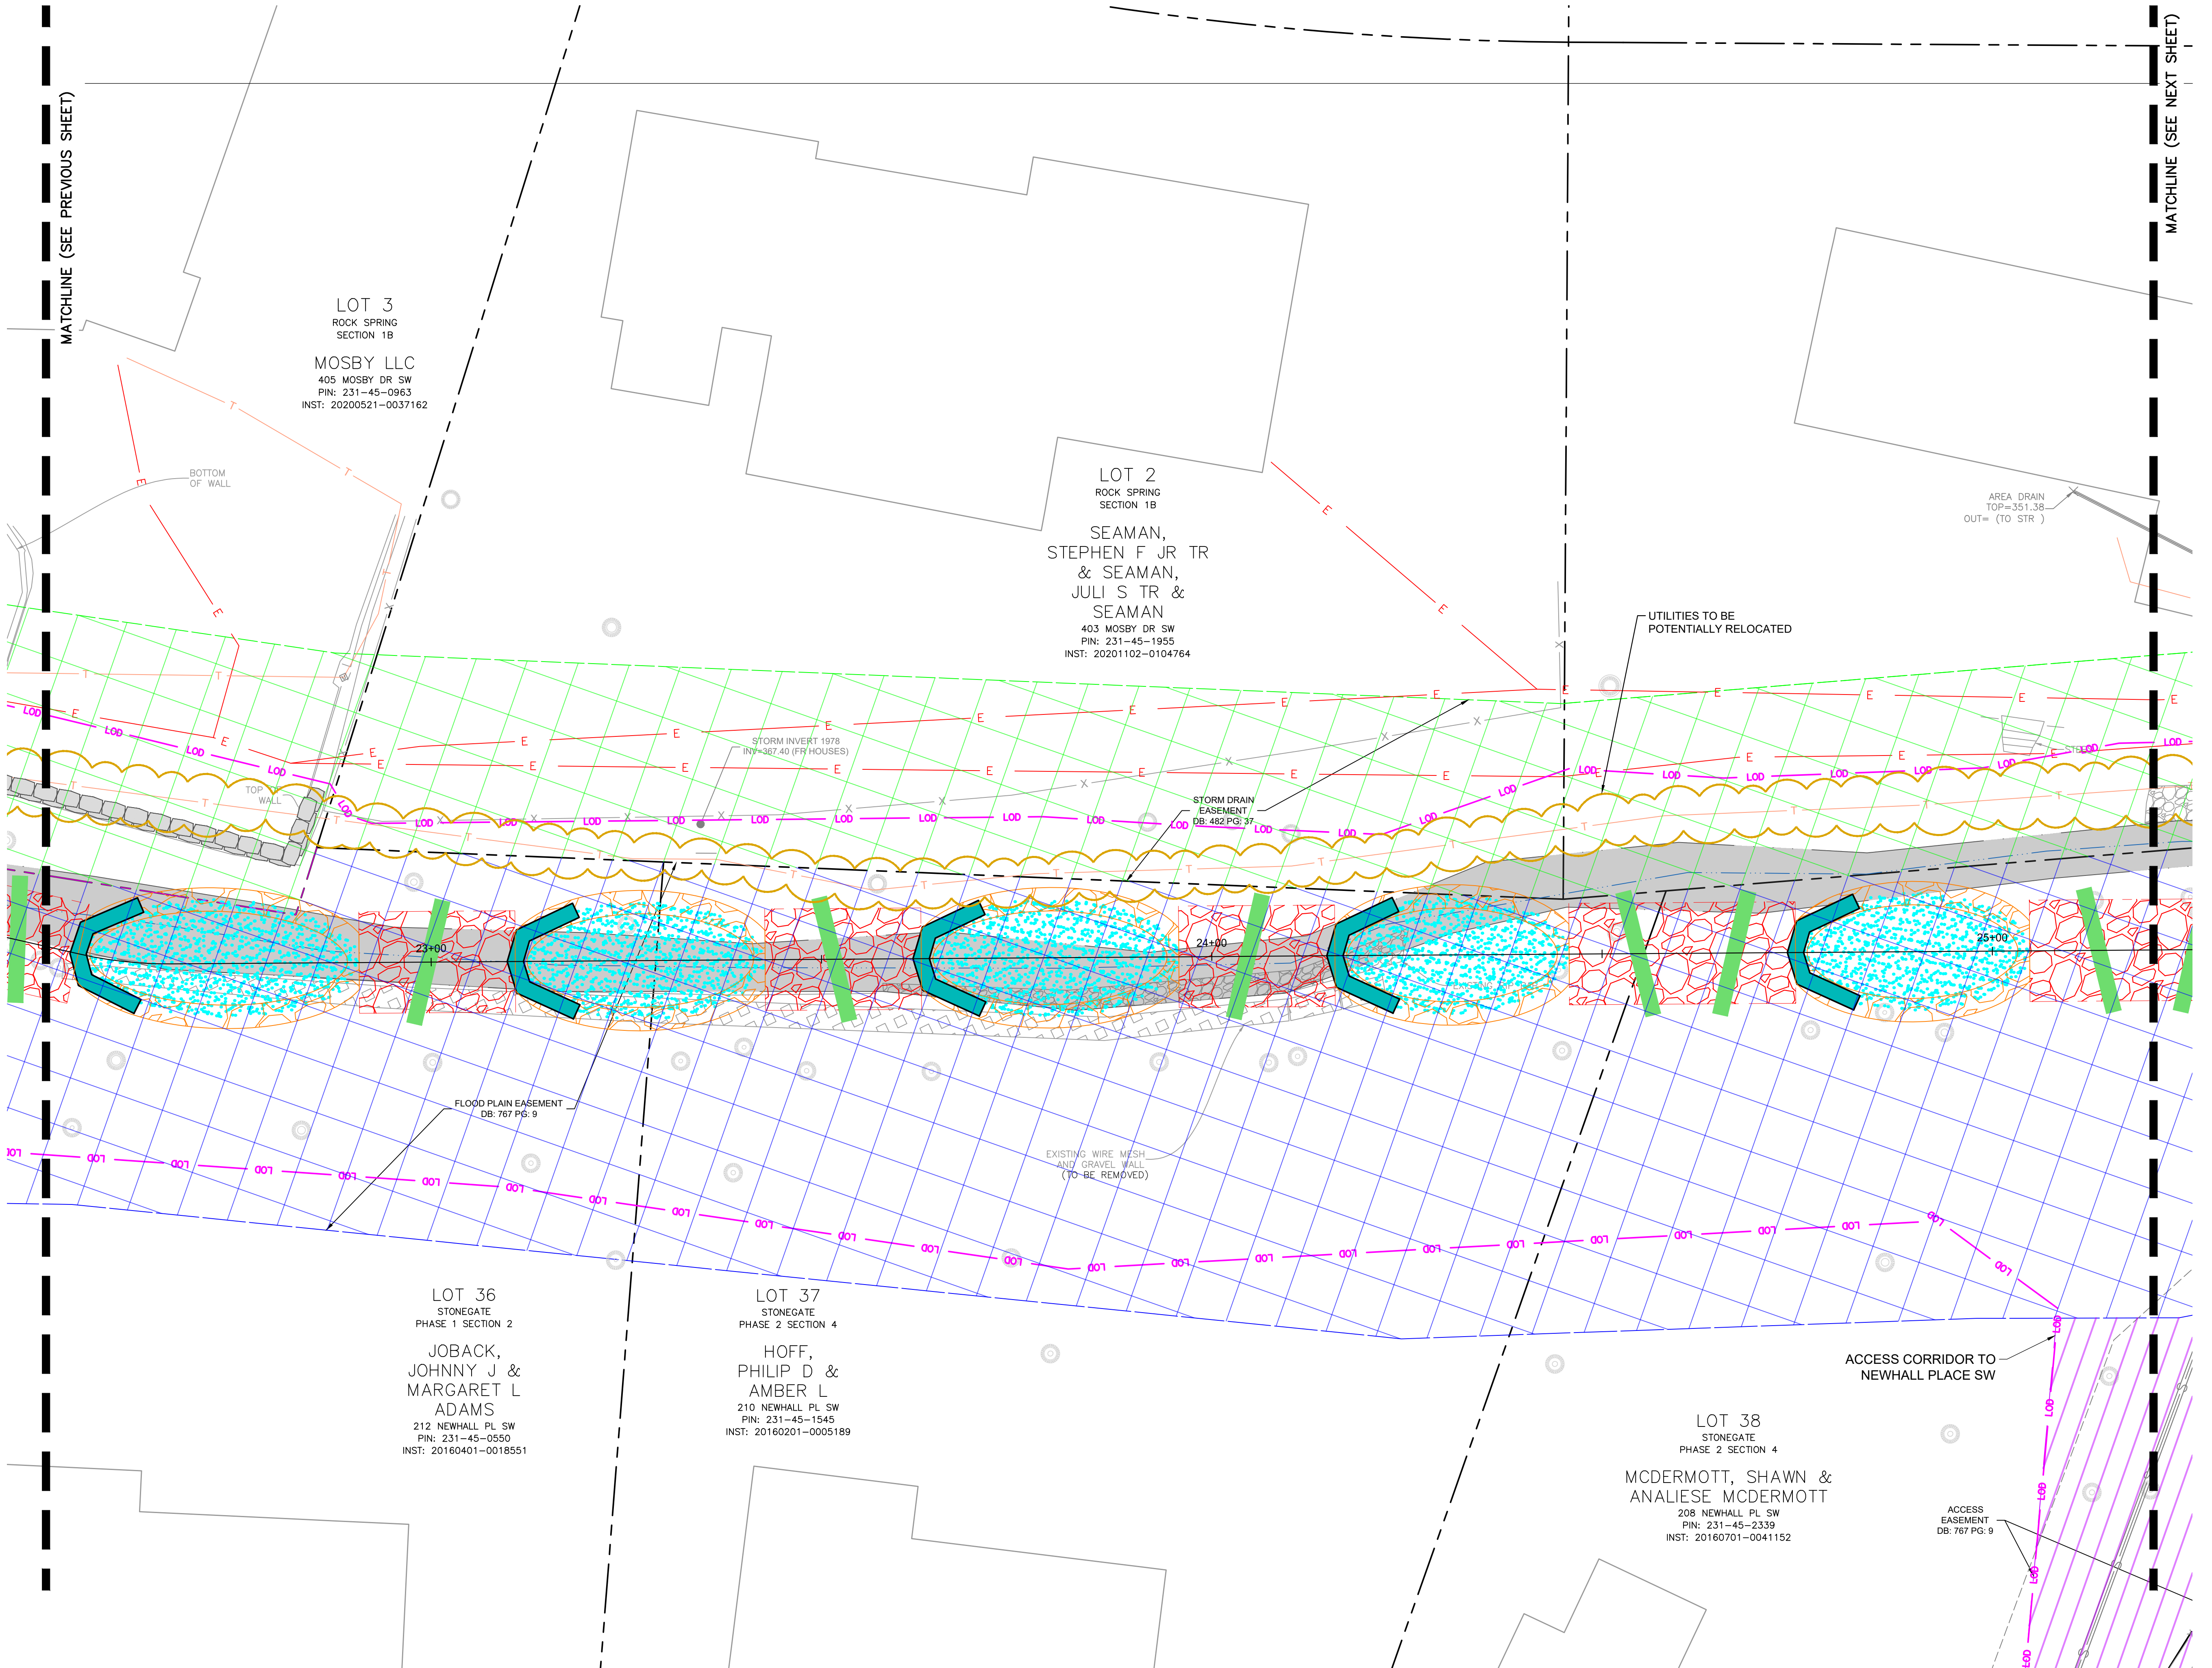 MATCHLINE (SEE PREVIOUS SHEET)
MATCHLINE (SEE NEXT SHEET)
LOT 3
ROCK SPRING
SECTION 1B
MOSBY LLC
405 MOSBY DR SW
PIN: 231-45-0963
INST: 20200521-0037162
BOTTOM
OF WALL
LOT 2
ROCK SPRING
SECTION 1B
SEAMAN,
STEPHEN F JR TR
& SEAMAN,
JULI S TR &
SEAMAN
403 MOSBY DR SW
PIN: 231-45-1955
INST: 20201102-0104764
AREA DRAIN
TOP=351.38
OUT= (TO STR )
UTILITIES TO BE
POTENTIALLY RELOCATED
STORM INVERT 1978
INV=367.40 (FR HOUSES)
TOP OF
WALL
STORM DRAIN
EASEMENT
DB: 482 PG: 37
23+00
24+00
25+00
FLOOD PLAIN EASEMENT
DB: 767 PG: 9
EXISTING WIRE MESH
AND GRAVEL WALL
(TO BE REMOVED)
LOT 36
STONEGATE
PHASE 1 SECTION 2
JOBACK,
JOHNNY J &
MARGARET L
ADAMS
212 NEWHALL PL SW
PIN: 231-45-0550
INST: 20160401-0018551
LOT 37
STONEGATE
PHASE 2 SECTION 4
HOFF,
PHILIP D &
AMBER L
210 NEWHALL PL SW
PIN: 231-45-1545
INST: 20160201-0005189
ACCESS CORRIDOR TO
NEWHALL PLACE SW
LOT 38
STONEGATE
PHASE 2 SECTION 4
MCDERMOTT, SHAWN &
ANALIESE MCDERMOTT
208 NEWHALL PL SW
PIN: 231-45-2339
INST: 20160701-0041152
ACCESS
EASEMENT
DB: 767 PG: 9
LOD
E
T
X
S